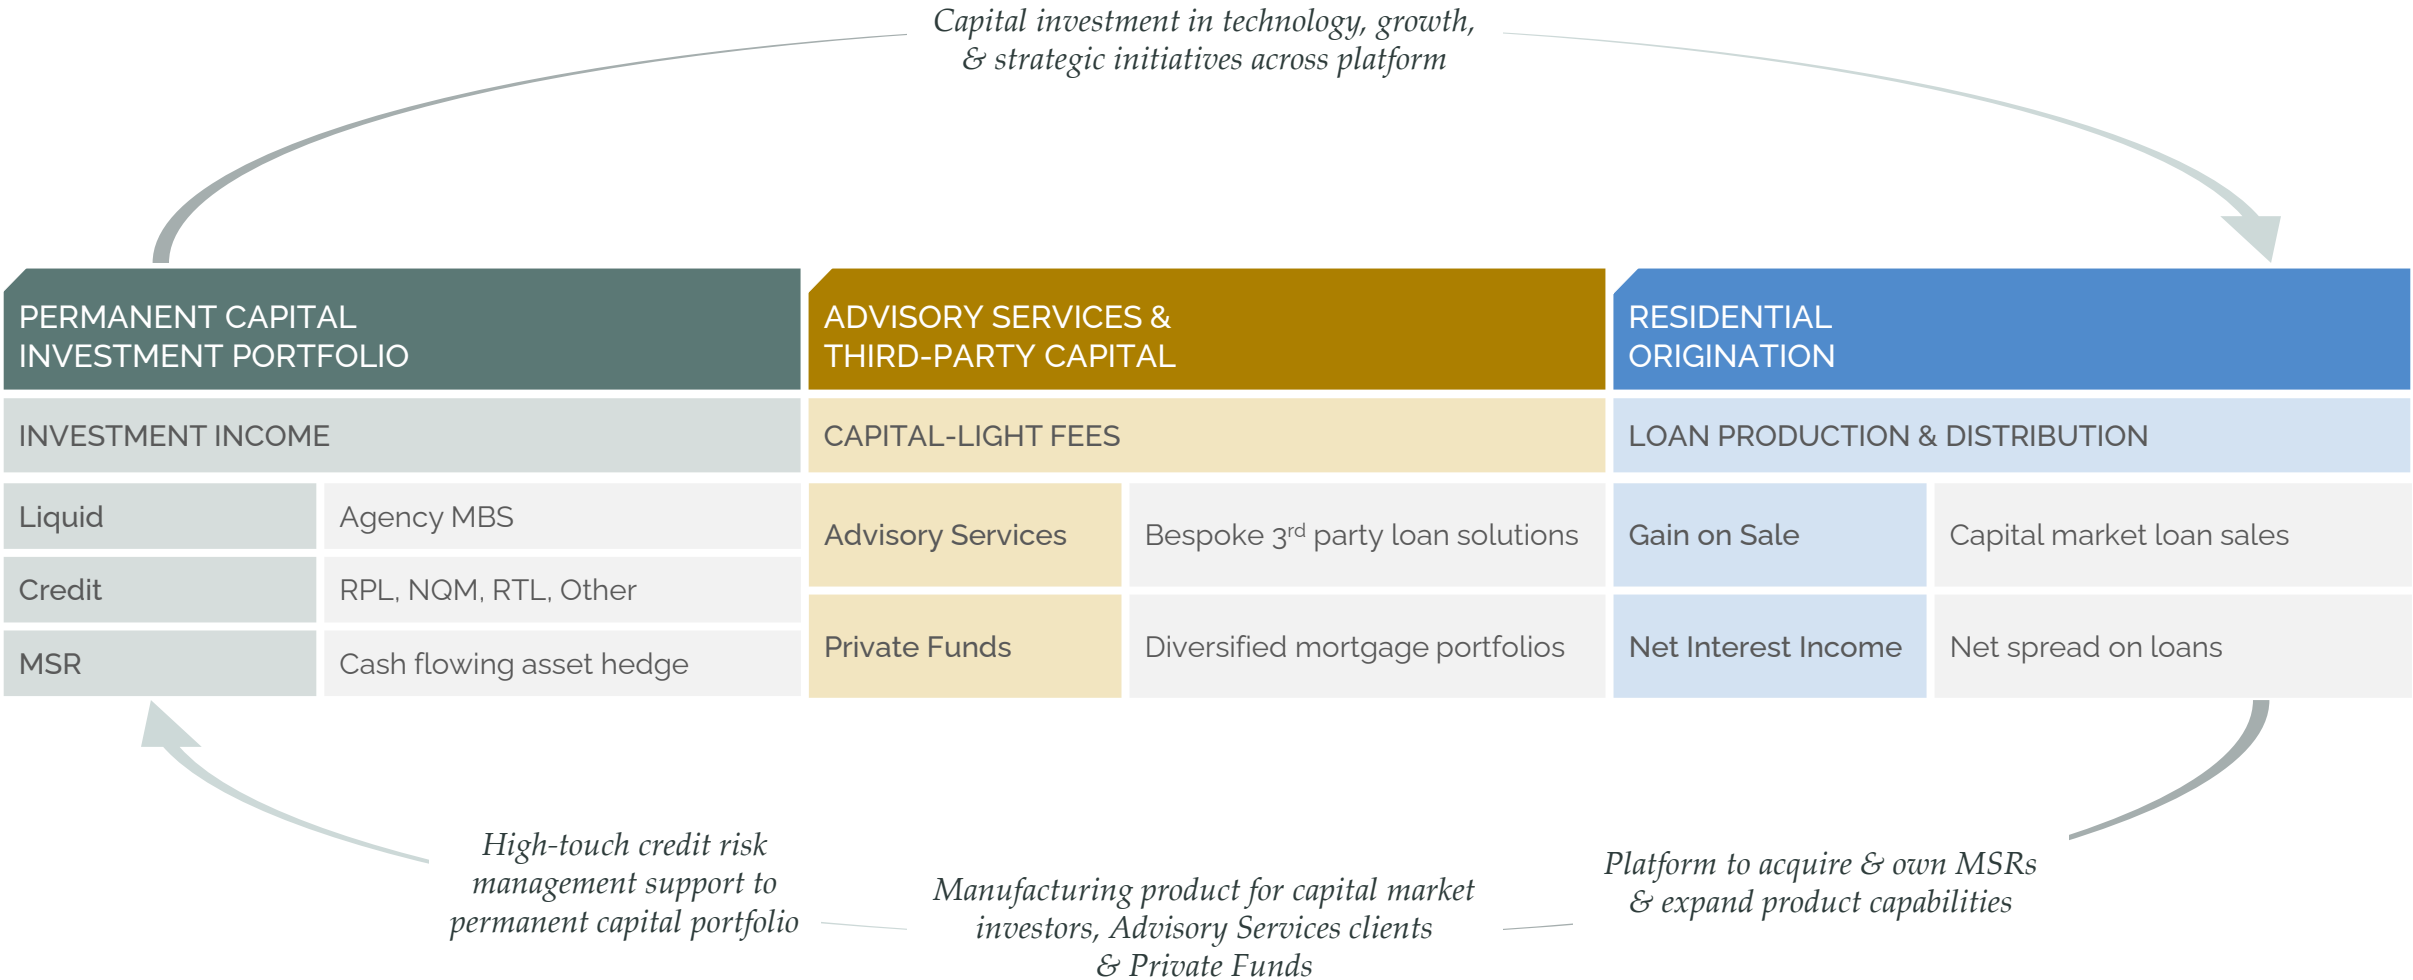 Capital investment in technology, growth,
& strategic initiatives across platform
PERMANENT CAPITAL
INVESTMENT PORTFOLIO
INVESTMENT INCOME
Liquid
Agency MBS
Credit
RPL, NQM, RTL, Other
MSR
Cash flowing asset hedge
ADVISORY SERVICES &
THIRD-PARTY CAPITAL
CAPITAL-LIGHT FEES
Advisory Services
Bespoke 3rd party loan solutions
Private Funds
Diversified mortgage portfolios
RESIDENTIAL
ORIGINATION
LOAN PRODUCTION & DISTRIBUTION
Gain on Sale
Capital market loan sales
Net Interest Income
Net spread on loans
High-touch credit risk
management support to
permanent capital portfolio
Manufacturing product for capital market
investors, Advisory Services clients
& Private Funds
Platform to acquire & own MSRs
& expand product capabilities